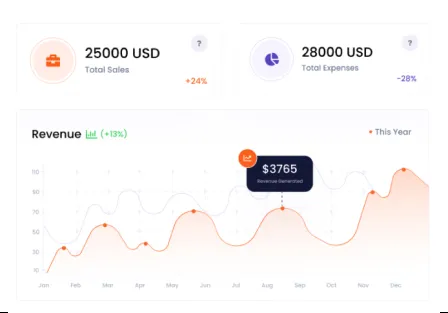 25000 USD
?
Total Sales
+24%
28000 USD
?
Total Expenses
-28%
Revenue (+13%)
This Year
$3765
Revenue Generated
110
90
70
50
30
10
Jan Feb Mar Apr May Jun Jul Aug Sep Oct Nov Dec